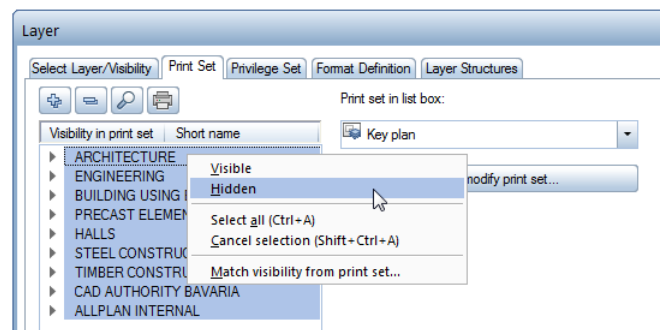 Layer
Select Layer/Visibility Print Set Privilege Set Format Definition Layer Structures
Print set in list box:
Visibility in print set Short name
Key plan
ARCHITECTURE
ENGINEERING
BUILDING USING
PRECAST ELEMEN
HALLS
STEEL CONSTRUC
TIMBER CONSTRU
CAD AUTHORITY BAVARIA
ALLPLAN INTERNAL
Visible
Hidden
Select all (Ctrl+A)
Cancel selection (Shift+Ctrl+A)
Match visibility from print set...
modify print set...